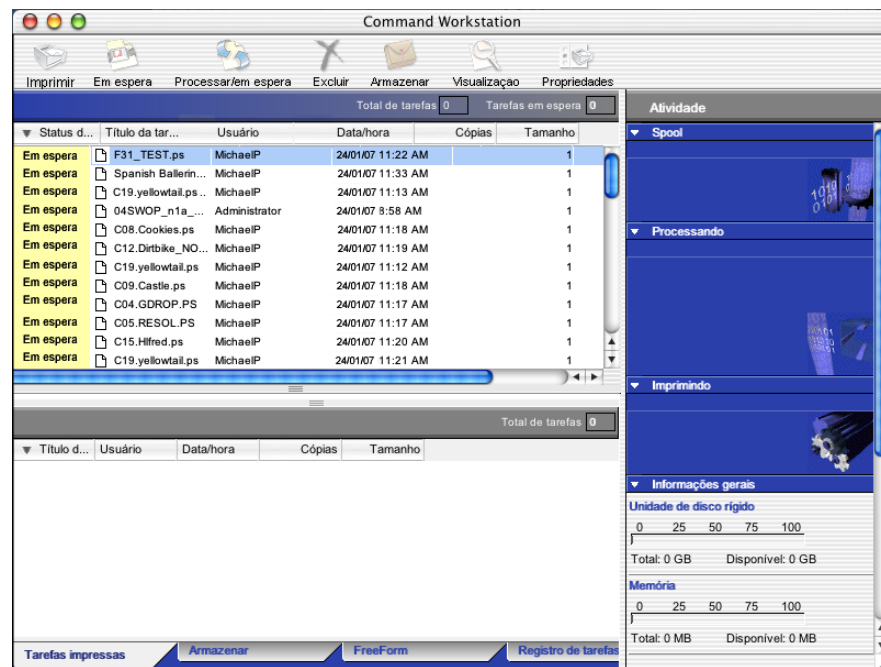 Command Workstation
Imprimir Em espera Processar/em espera Excluir Armazenar Visualização Propriedades
Total de tarefas 0 Tarefas em espera 0
Status d... Título da tar... Usuário Data/hora Cópias Tamanho
Em espera F31_TEST.ps MichaelP 24/01/07 11:22 AM 1
Em espera Spanish Ballerin... MichaelP 24/01/07 11:33 AM 1
Em espera C19.yellowtail.ps.. MichaelP 24/01/07 11:13 AM 1
Em espera 04SWOP_n1a_... Administrator 24/01/07 8:58 AM 1
Em espera C08.Cookies.ps MichaelP 24/01/07 11:18 AM 1
Em espera C12.Dirtbike_NO... MichaelP 24/01/07 11:19 AM 1
Em espera C19.yellowtail.ps MichaelP 24/01/07 11:12 AM 1
Em espera C09.Castle.ps MichaelP 24/01/07 11:18 AM 1
Em espera C04.GDROP.PS MichaelP 24/01/07 11:17 AM 1
Em espera C05.RESOL.PS MichaelP 24/01/07 11:17 AM 1
Em espera C15.Hlfred.ps MichaelP 24/01/07 11:20 AM 1
Em espera C19.yellowtail.ps MichaelP 24/01/07 11:21 AM 1
Total de tarefas 0
Título d... Usuário Data/hora Cópias Tamanho
Tarefas impressas Armazenar FreeForm Registro de tarefas
Atividade
Spool
Processando
Imprimindo
Informações gerais
Unidade de disco rígido
0 25 50 75 100
Total: 0 GB Disponível: 0 GB
Memória
0 25 50 75 100
Total: 0 MB Disponível: 0 MB